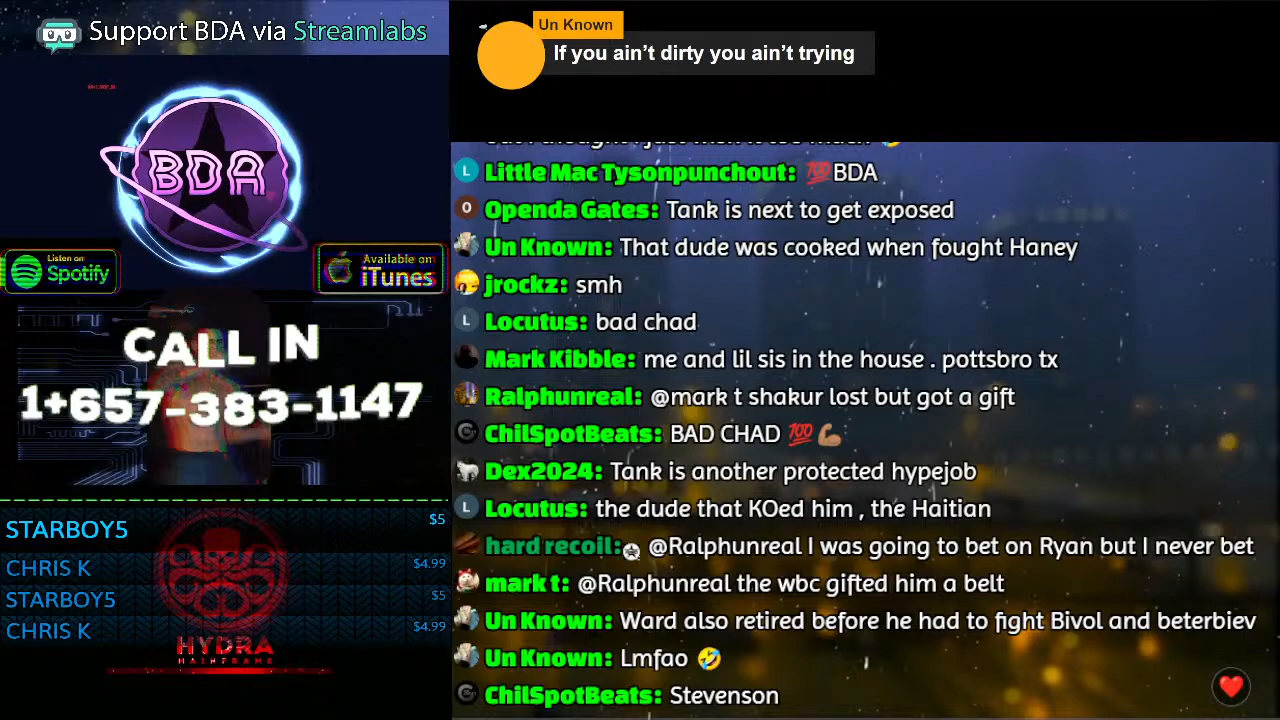 Support BDA via Streamlabs
BDA
Listen on
Spotify
Available on
iTunes
CALL IN
1+657-383-1147
STARBOY5 $5
CHRIS K $4.99
STARBOY5 $5
CHRIS K $4.99
HYDRA
Un Known
If you ain’t dirty you ain’t trying
L Little Mac Tysonpunchout: 💯BDA
O Openda Gates: Tank is next to get exposed
Un Known: That dude was cooked when fought Haney
jrockz: smh
L Locutus: bad chad
Mark Kibble: me and lil sis in the house . pottsbro tx
Ralphunreal: @mark t shakur lost but got a gift
ChilSpotBeats: BAD CHAD 💯💪🏽
Dex2024: Tank is another protected hypejob
L Locutus: the dude that KOed him , the Haitian
hard recoil: @Ralphunreal I was going to bet on Ryan but I never bet
mark t: @Ralphunreal the wbc gifted him a belt
Un Known: Ward also retired before he had to fight Bivol and beterbiev
Un Known: Lmfao 🤣
ChilSpotBeats: Stevenson